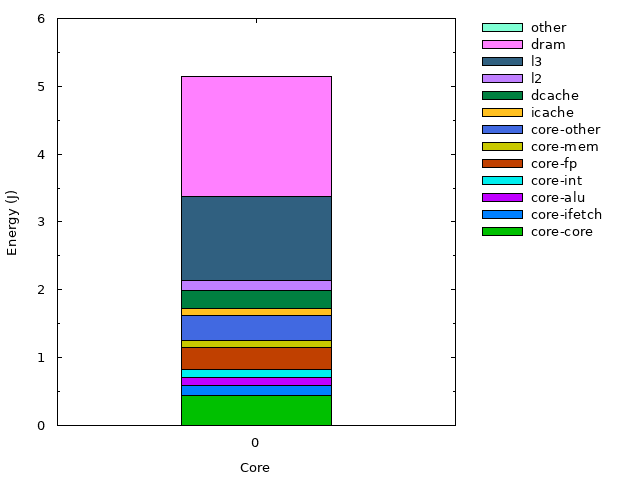 6
5
4
3
2
1
0
Energy (J)
0
Core
other
dram
l3
l2
dcache
icache
core-other
core-mem
core-fp
core-int
core-alu
core-ifetch
core-core